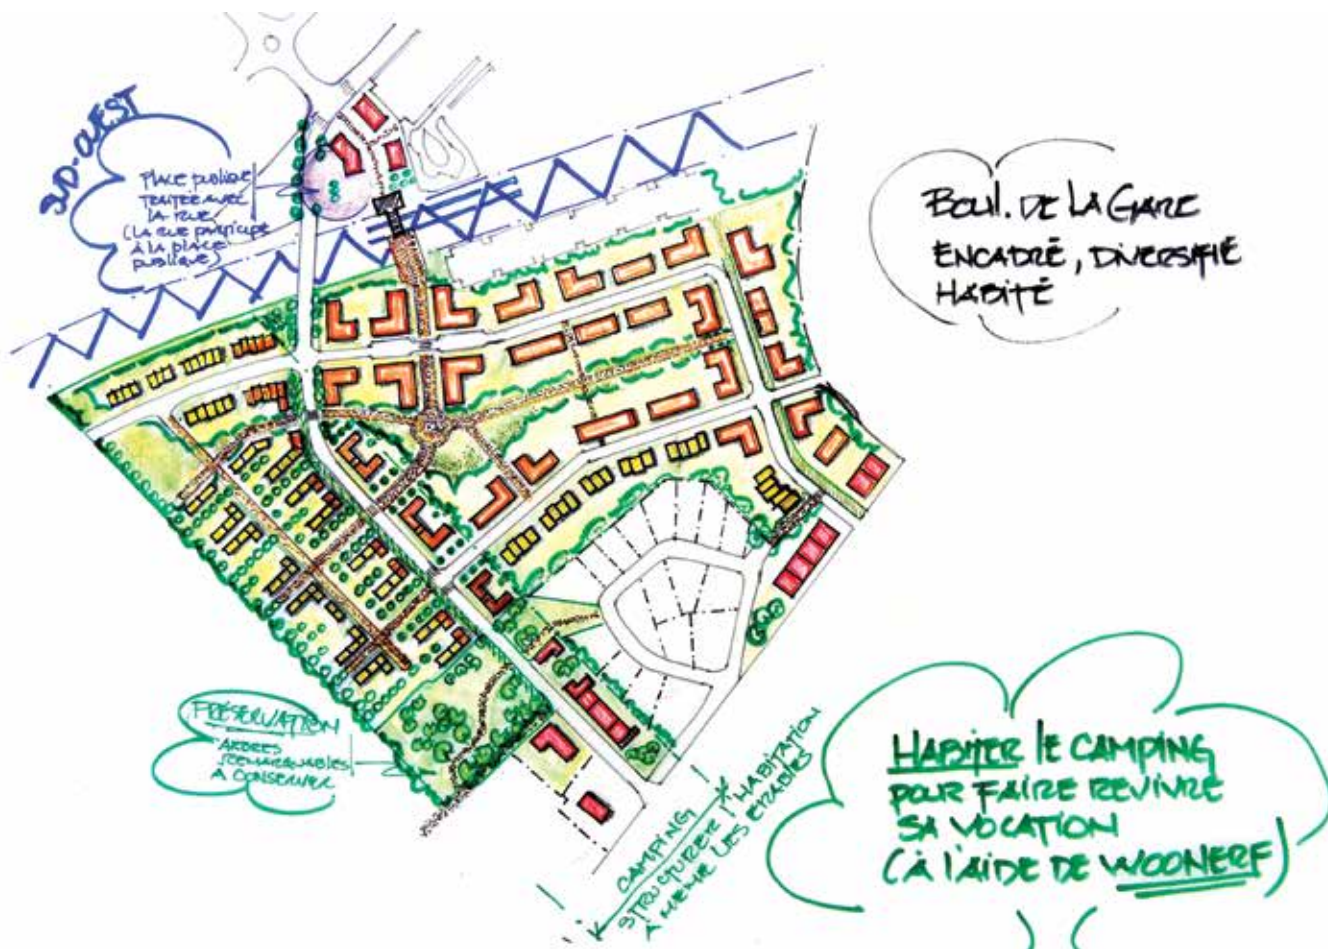 SUD-OUEST
PLACE PUBLIQUE
TRAITÉE AVEC
LA RUE
(LA RUE PARTICIPE
À LA PLACE
PUBLIQUE)
BOUL. DE LA GARE
ENCADRÉ, DIVERSIFIÉ
HABITÉ
PRÉSERVATION
ARBRES
REMARQUABLES
À CONSERVER
CAMPING
STRUCTURER L'HABITATION
À MÊME LES ÉRABLES
HABITER LE CAMPING
POUR FAIRE REVIVRE
SA VOCATION
(À L'AIDE DE WOONERF)